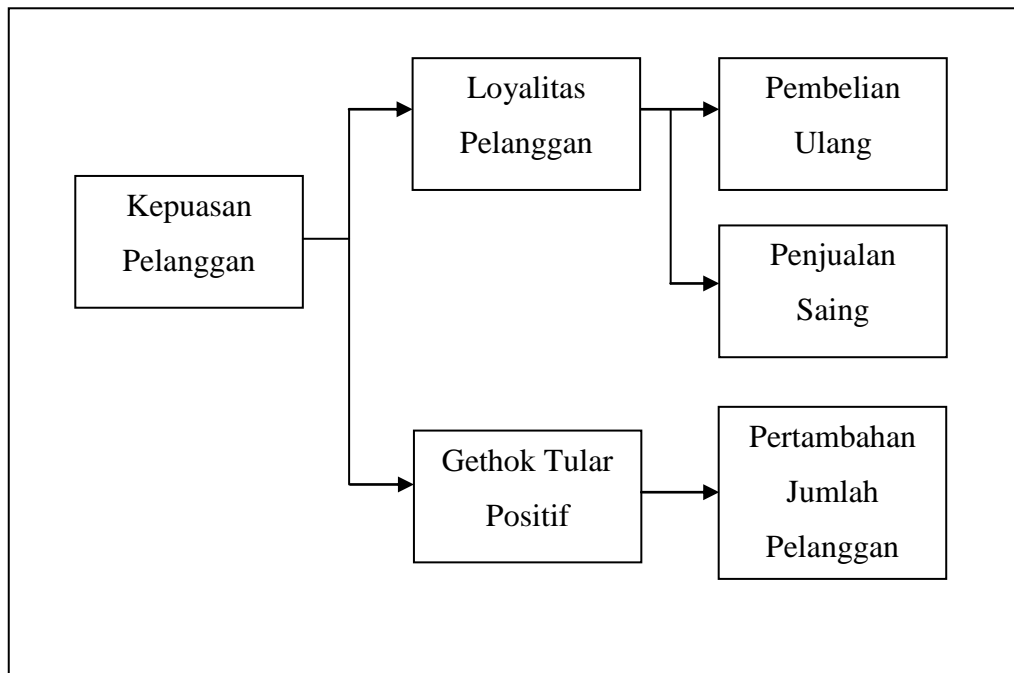 Kepuasan
Pelanggan
Loyalitas
Pelanggan
Pembelian
Ulang
Penjualan
Saing
Gethok Tular
Positif
Pertambahan
Jumlah
Pelanggan